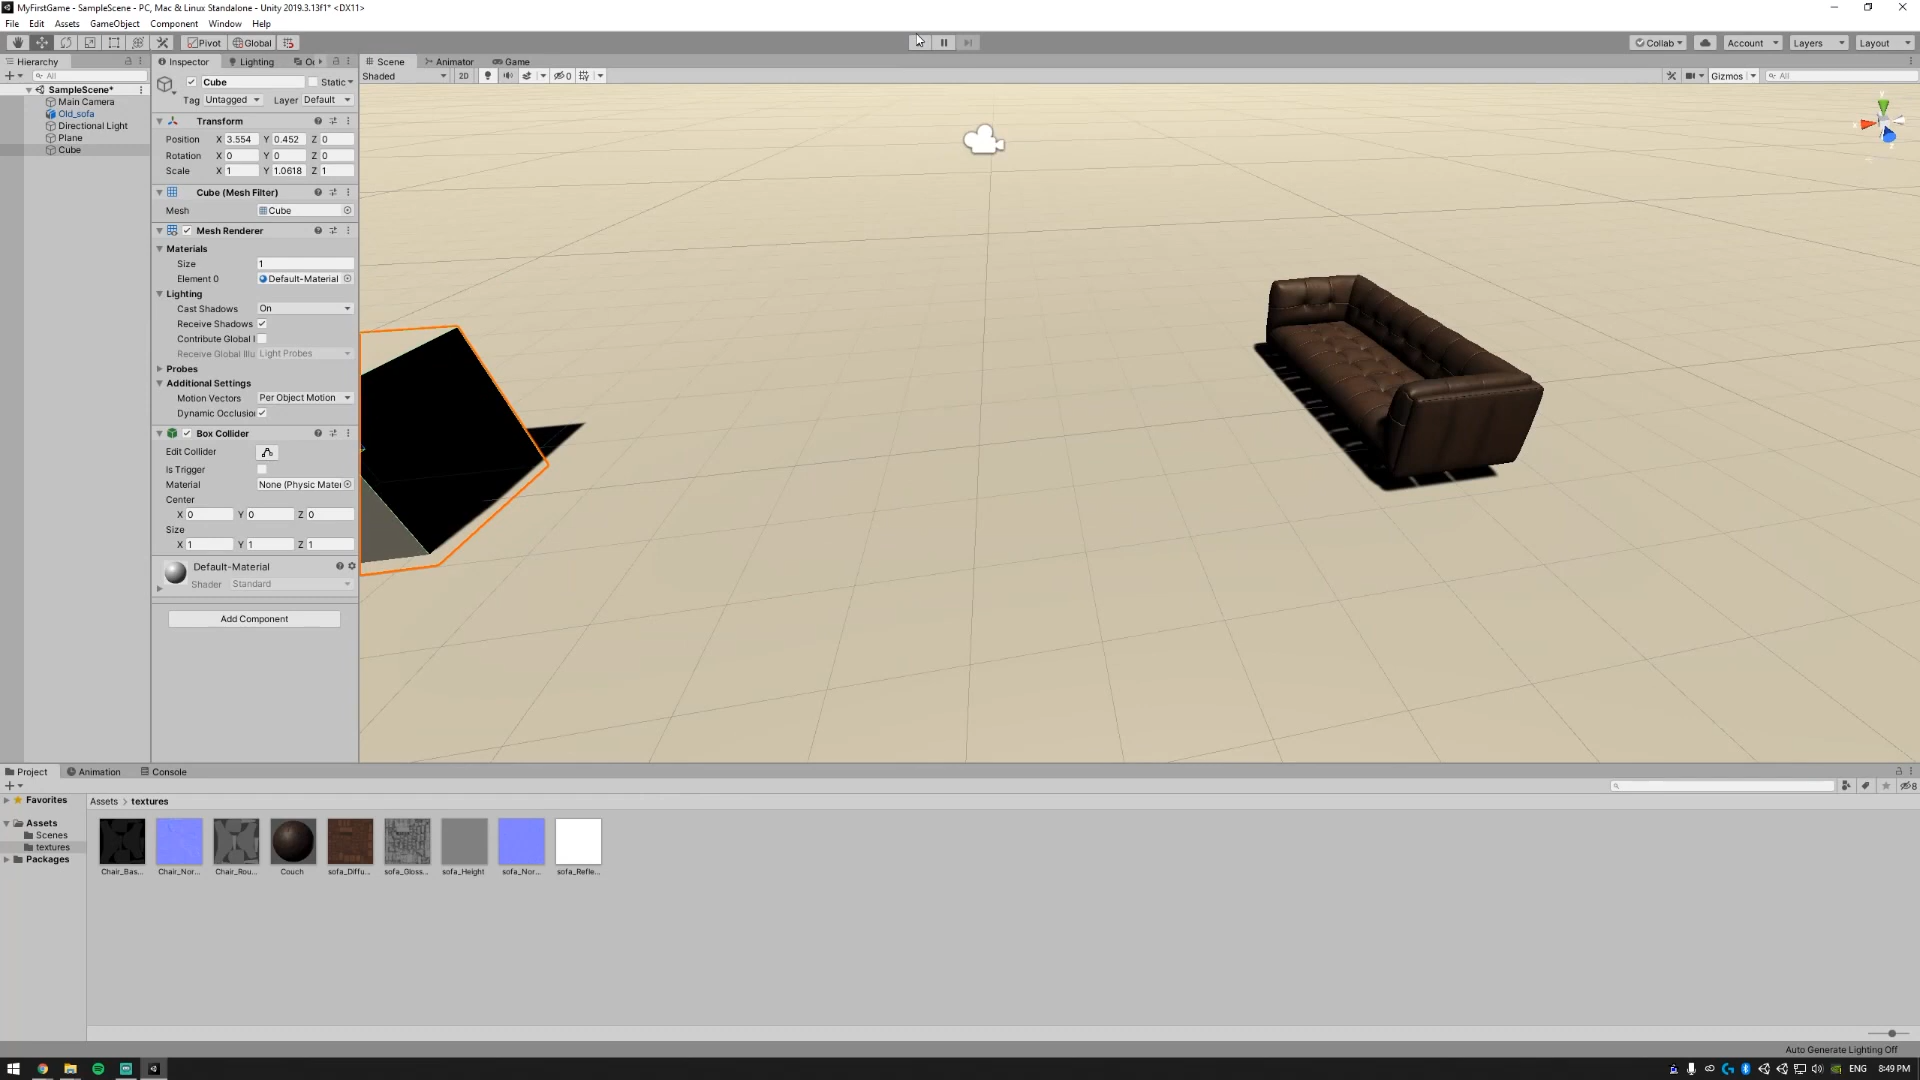 MyFirstGame - SampleScene - PC, Mac & Linux Standalone - Unity 2019.3.13f1* <DX11>
File Edit Assets GameObject Component Window Help
Pivot Global Collab Account Layers Layout
Hierarchy
All
SampleScene*
Main Camera
Old_sofa
Directional Light
Plane
Cube
Inspector Lighting
Cube Static
Tag Untagged Layer Default
Transform
Position X 3.554 Y 0.452 Z 0
Rotation X 0 Y 0 Z 0
Scale X 1 Y 1.0618 Z 1
Cube (Mesh Filter)
Mesh Cube
Mesh Renderer
Materials
Size 1
Element 0 Default-Material
Lighting
Cast Shadows On
Receive Shadows
Contribute Global I
Receive Global Illu Light Probes
Probes
Additional Settings
Motion Vectors Per Object Motion
Dynamic Occlusio
Box Collider
Edit Collider
Is Trigger
Material None (Physic Mater
Center
X 0 Y 0 Z 0
Size
X 1 Y 1 Z 1
Default-Material
Shader Standard
Add Component
Scene Animator Game
Shaded 2D 0 Gizmos All
y
x
z
Project Animation Console
8
Favorites
Assets
Scenes
textures
Packages
Assets > textures
Chair_Bas... Chair_Nor... Chair_Rou... Couch sofa_Diffu... sofa_Gloss... sofa_Height sofa_Nor... sofa_Refle...
Auto Generate Lighting Off
ENG 8:49 PM